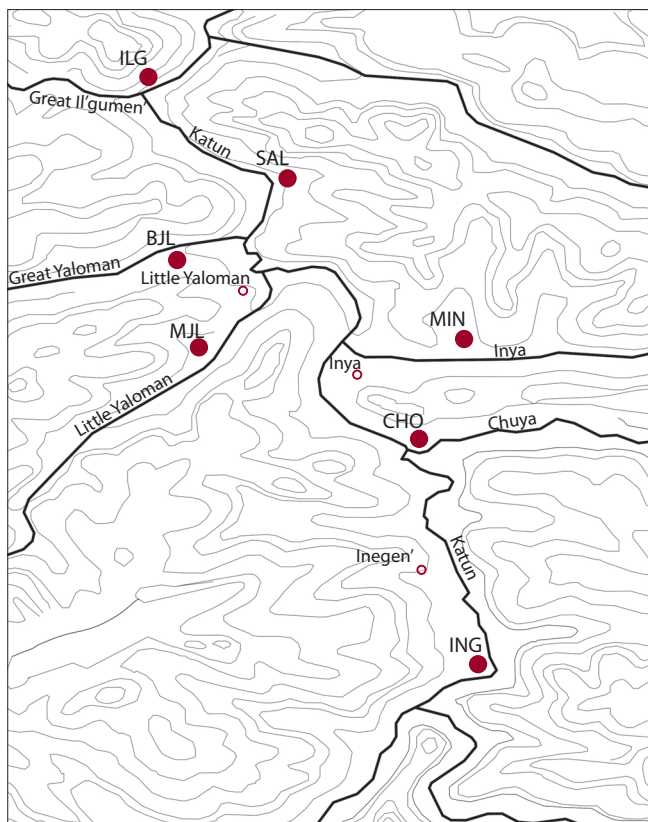 ILG
Great Il'gumen'
Katun
SAL
BJL
Great Yaloman
Little Yaloman
MIN
MJL
Inya
Inya
Little Yaloman
CHO
Chuya
Katun
Inegen'
ING